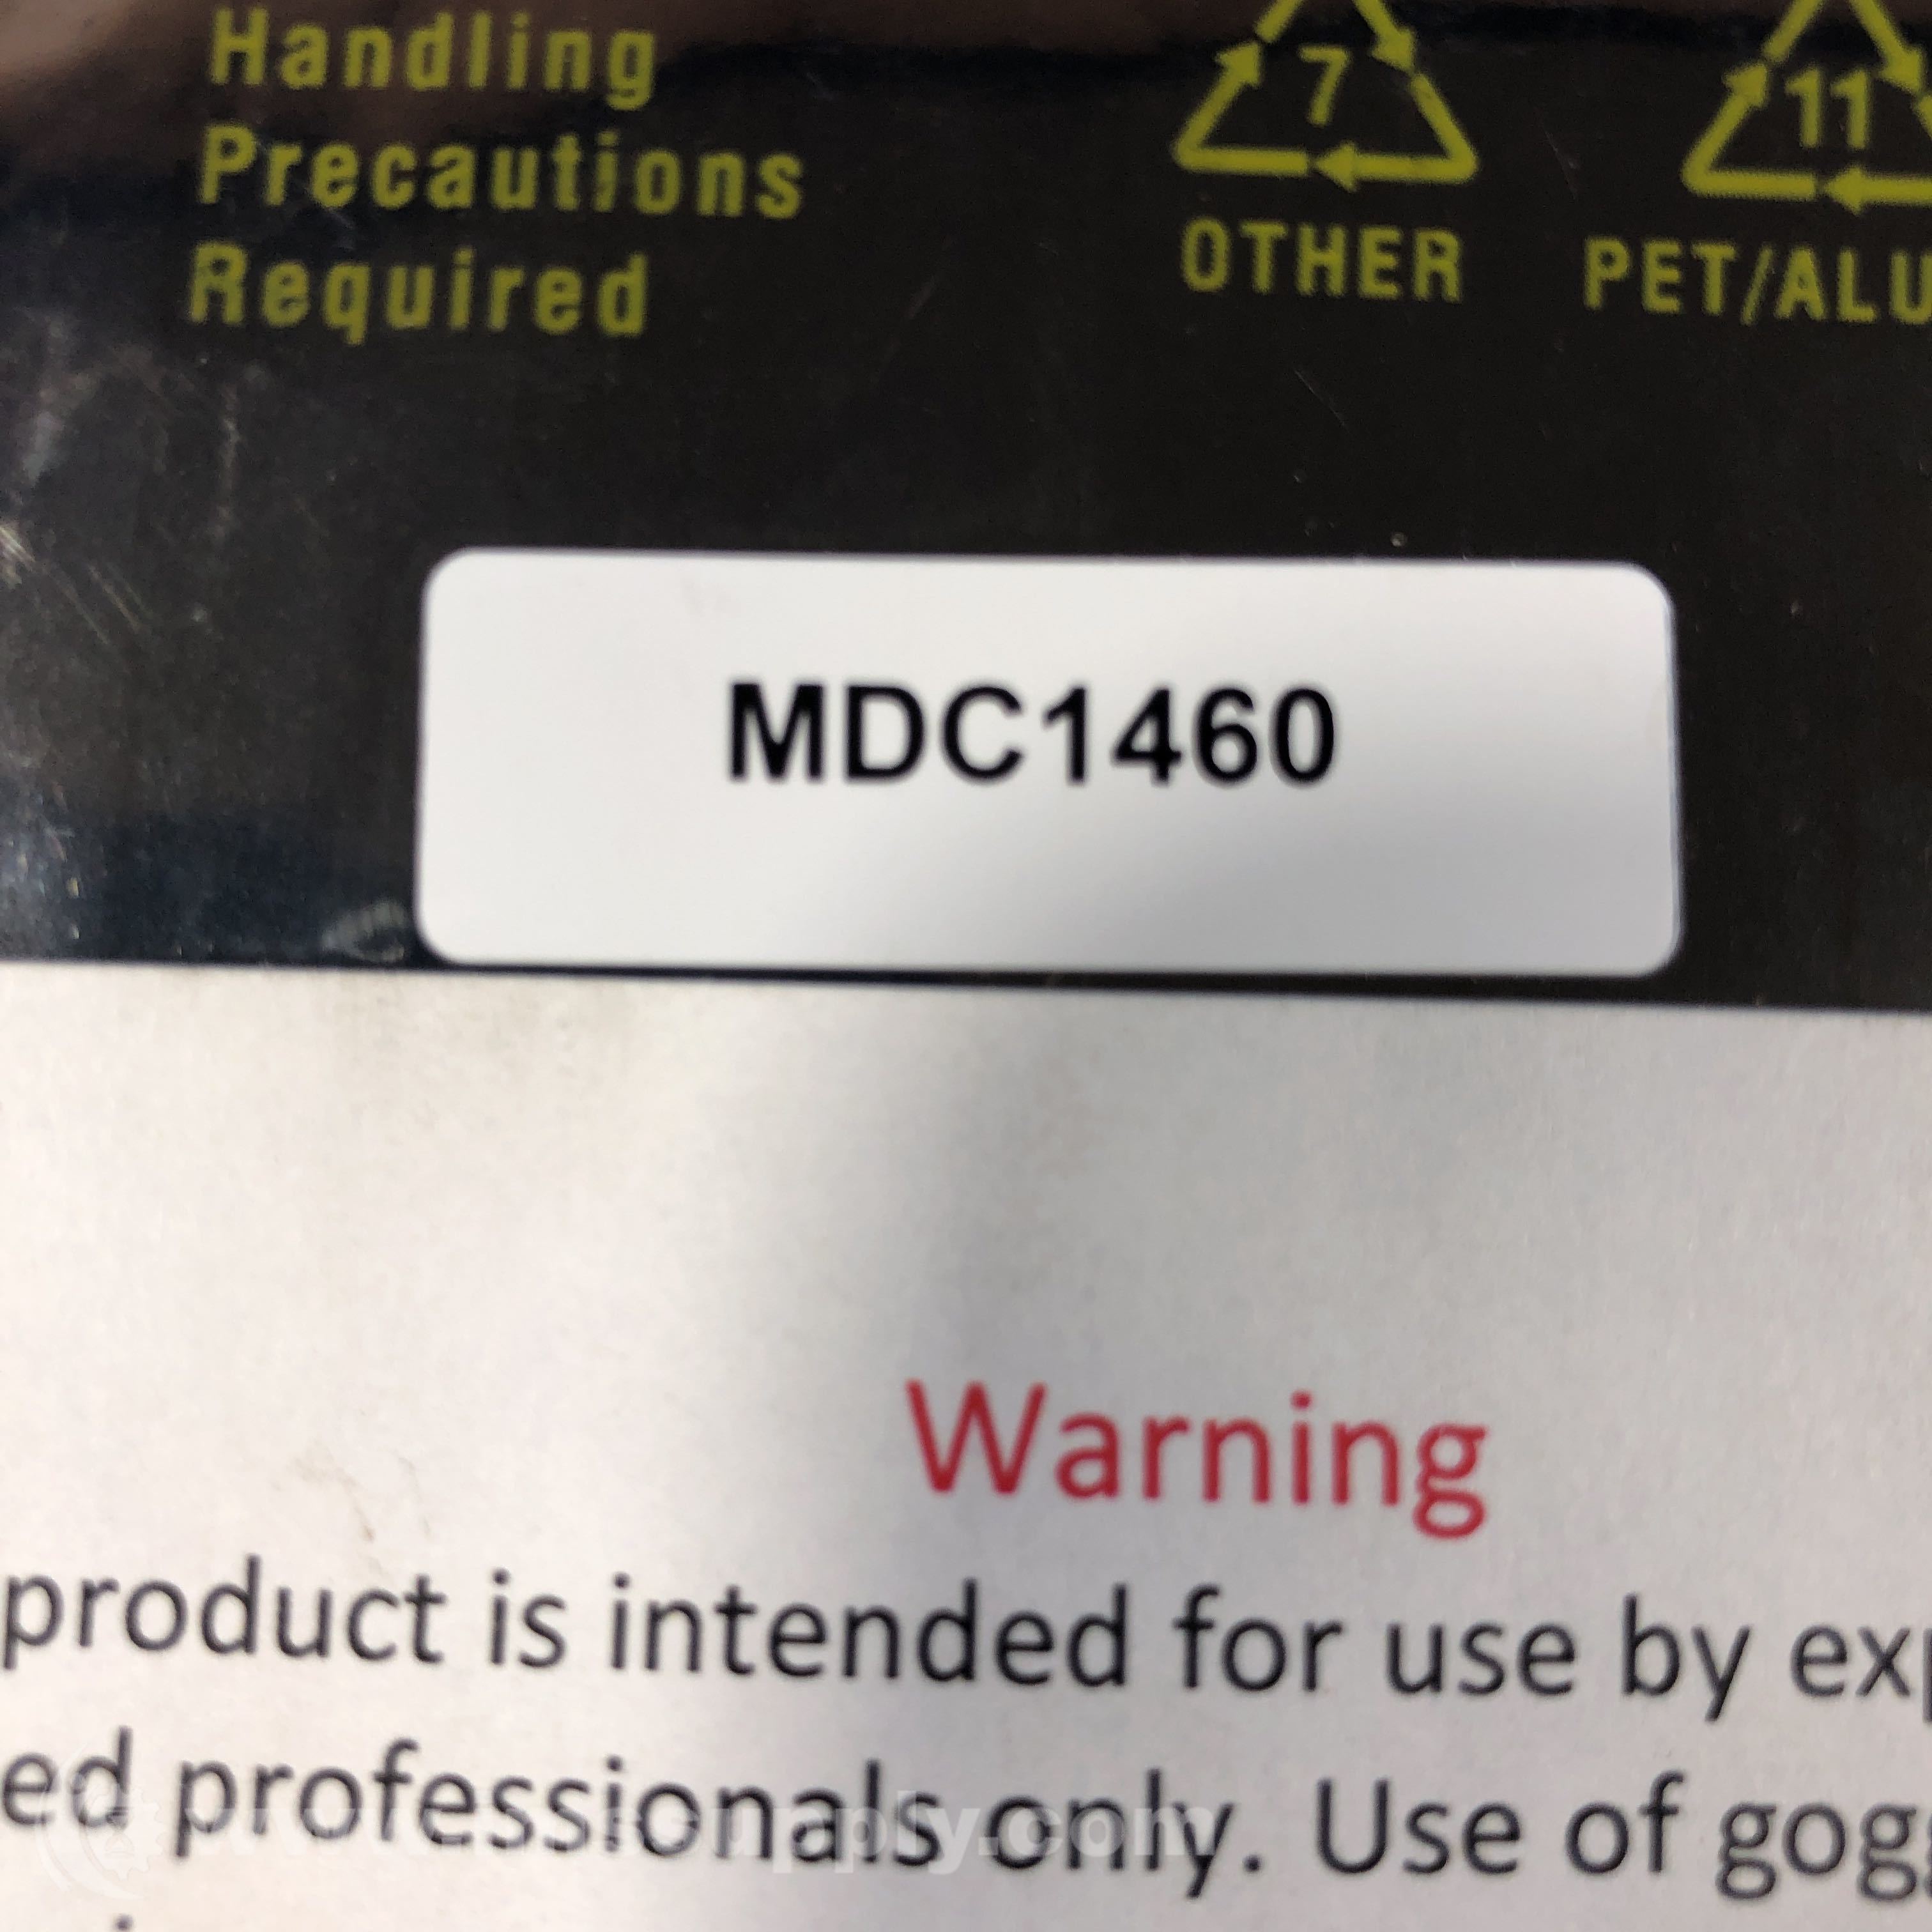 Handling
Precautions
Required
7
11
OTHER
PET/ALU
MDC1460
Warning
product is intended for use by exp
ed professionals only. Use of gogg